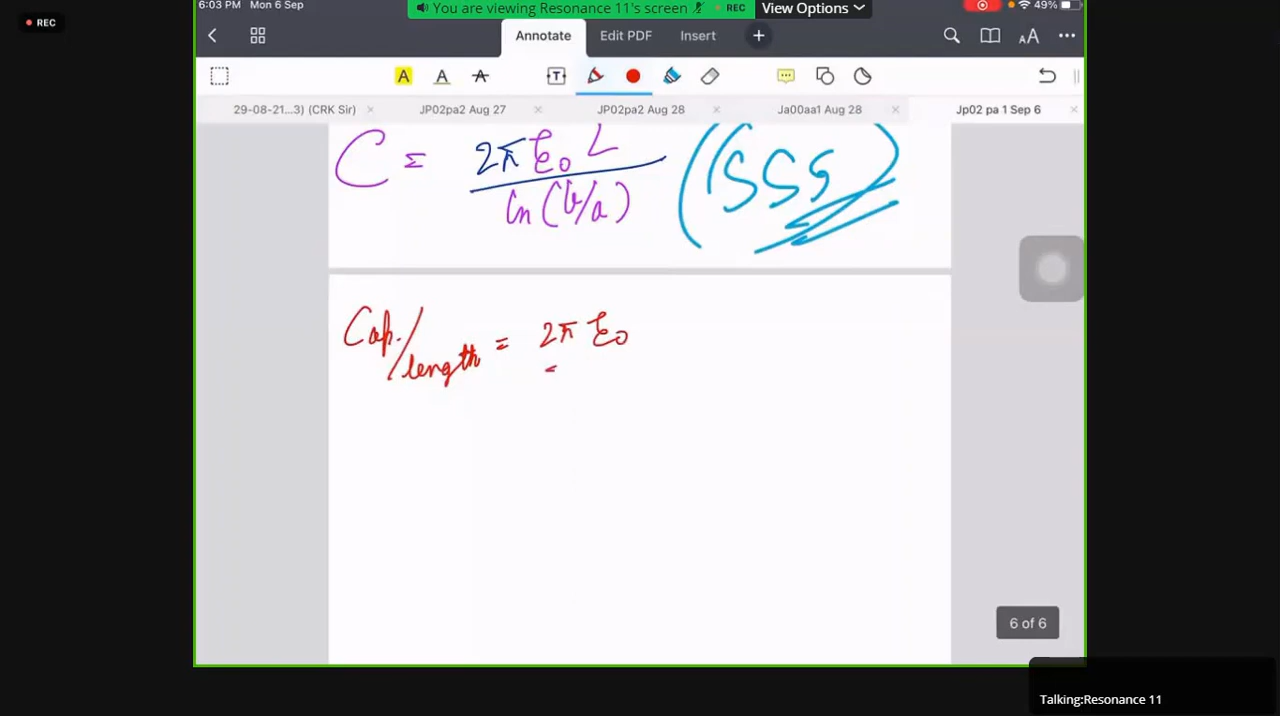 6:03 PM Mon 6 Sep
You are viewing Resonance 11's screen REC View Options
49%
REC
Annotate Edit PDF Insert +
AA
A A A T
29-08-21...3) (CRK Sir) × JP02pa2 Aug 27 × JP02pa2 Aug 28 × Ja00aa1 Aug 28 × Jp02 pa 1 Sep 6 ×
C = 2π ε₀ L
ln (b/a)
(SSS)
Cap./length = 2π ε₀
6 of 6
Talking:Resonance 11